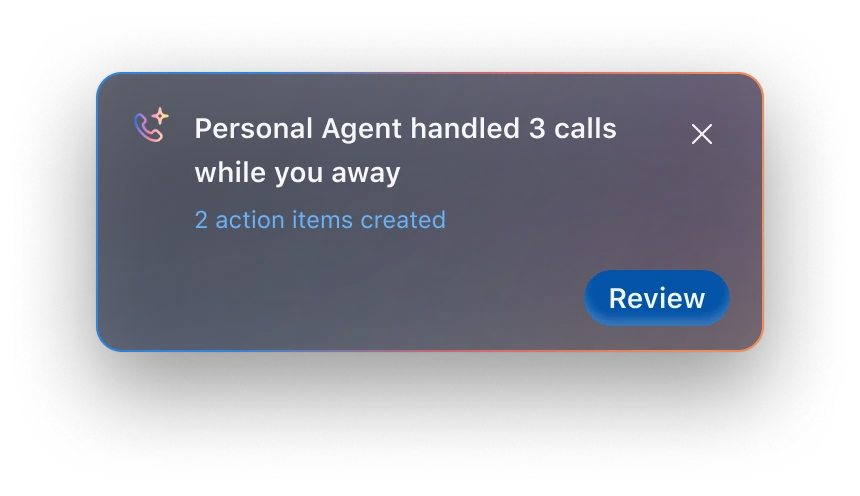 Personal Agent handled 3 calls
while you away
2 action items created
Review